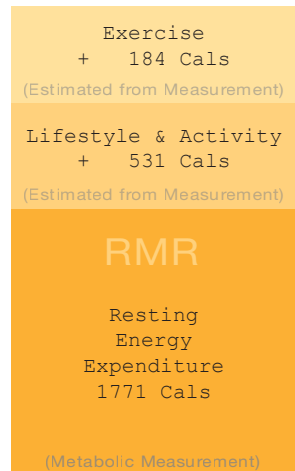 Exercise
+ 184 Cals
(Estimated from Measurement)
Lifestyle & Activity
+ 531 Cals
(Estimated from Measurement)
RMR
Resting
Energy
Expenditure
1771 Cals
(Metabolic Measurement)